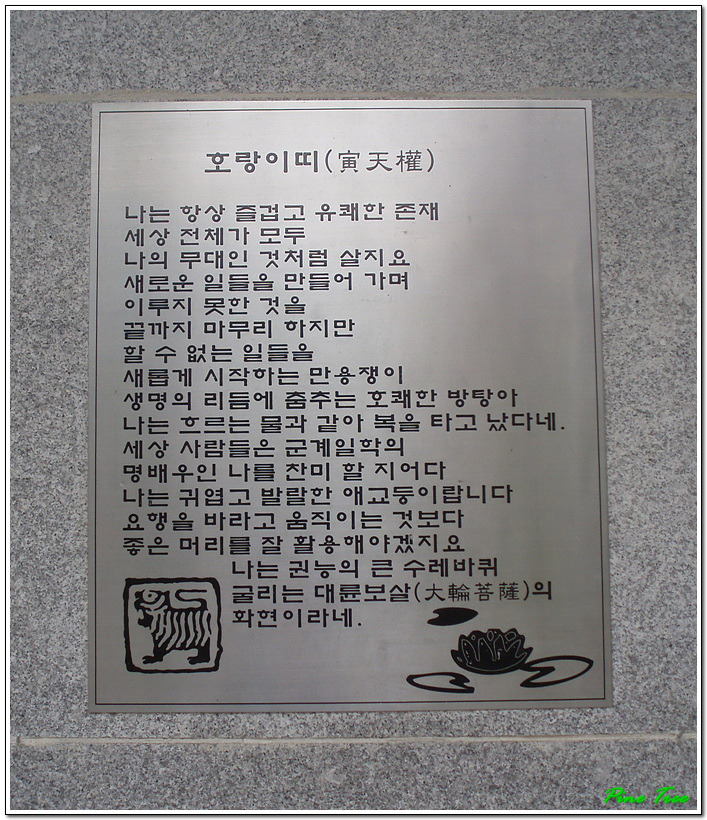 호랑이띠(寅天權)
나는 항상 즐겁고 유쾌한 존재
세상 전체가 모두
나의 무대인 것처럼 살지요
새로운 일들을 만들어 가며
이루지 못한 것을
끝까지 마무리 하지만
할 수 없는 일들을
새롭게 시작하는 만용쟁이
생명의 리듬에 춤추는 호쾌한 방탕아
나는 흐르는 물과 같아 복을 타고 났다네.
세상 사람들은 군계일학의
명배우인 나를 찬미 할 지어다
나는 귀엽고 발랄한 애교둥이랍니다
요행을 바라고 움직이는 것보다
좋은 머리를 잘 활용해야겠지요
나는 권능의 큰 수레바퀴
굴리는 대륜보살(大輪菩薩)의
화현이라네.
Pine Tree